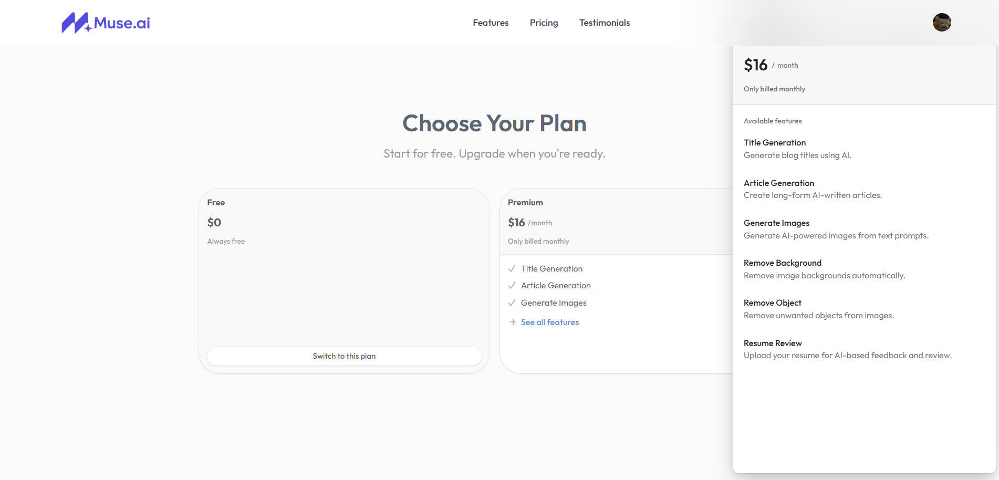 Muse.ai
Features
Pricing
Testimonials
Choose Your Plan
Start for free. Upgrade when you're ready.
Free
$0
Always free
Switch to this plan
Premium
$16 / month
Only billed monthly
Title Generation
Article Generation
Generate Images
See all features
$16 / month
Only billed monthly
Available features
Title Generation
Generate blog titles using AI.
Article Generation
Create long-form AI-written articles.
Generate Images
Generate AI-powered images from text prompts.
Remove Background
Remove image backgrounds automatically.
Remove Object
Remove unwanted objects from images.
Resume Review
Upload your resume for AI-based feedback and review.